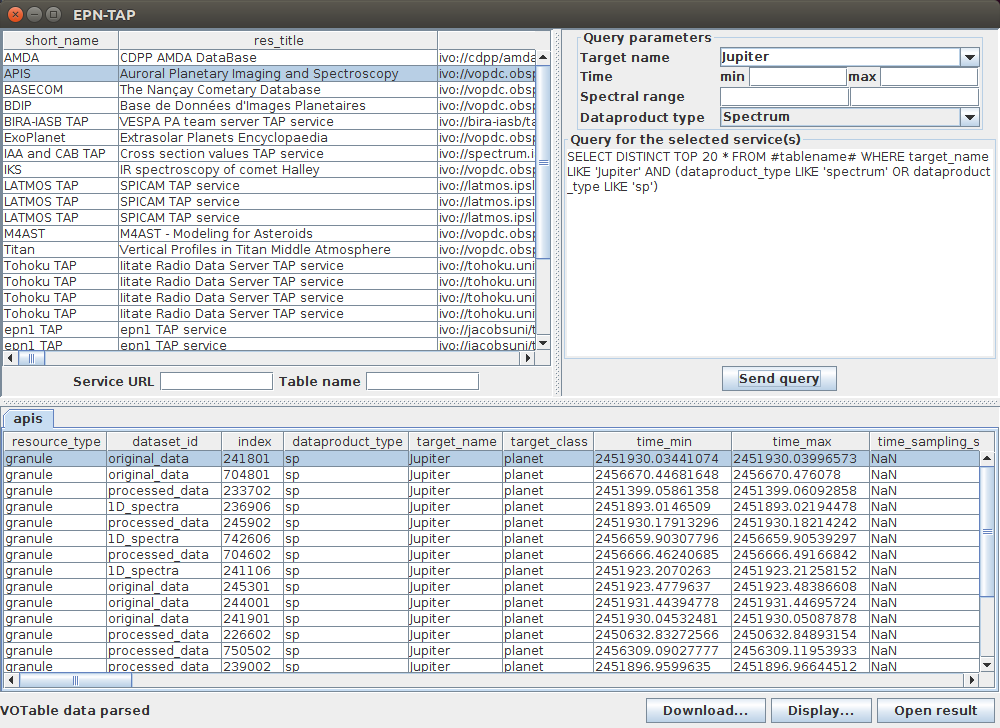 EPN-TAP
short_name res_title
AMDA CDPP AMDA DataBase ivo://cdpp/amda
APIS Auroral Planetary Imaging and Spectroscopy ivo://vopdc.obsp
BASECOM The Nançay Cometary Database ivo://vopdc.obsp
BDIP Base de Données d'Images Planetaires ivo://vopdc.obsp
BIRA-IASB TAP VESPA PA team server TAP service ivo://bira-iasb/ta
ExoPlanet Extrasolar Planets Encyclopaedia ivo://vopdc.obsp
IAA and CAB TAP Cross section values TAP service ivo://spectrum.i
IKS IR spectroscopy of comet Halley ivo://vopdc.obsp
LATMOS TAP SPICAM TAP service ivo://latmos.ipsl
LATMOS TAP SPICAM TAP service ivo://latmos.ipsl
LATMOS TAP SPICAM TAP service ivo://latmos.ipsl
M4AST M4AST - Modeling for Asteroids ivo://vopdc.obsp
Titan Vertical Profiles in Titan Middle Atmosphere ivo://vopdc.obsp
Tohoku TAP Iitate Radio Data Server TAP service ivo://tohoku.uni
Tohoku TAP Iitate Radio Data Server TAP service ivo://tohoku.uni
Tohoku TAP Iitate Radio Data Server TAP service ivo://tohoku.uni
Tohoku TAP Iitate Radio Data Server TAP service ivo://tohoku.uni
epn1 TAP epn1 TAP service ivo://jacobsuni/t
epn1 TAP epn1 TAP service ivo://jacobsuni/t
Service URL Table name
Query parameters
Target name Jupiter
Time min max
Spectral range
Dataproduct type Spectrum
Query for the selected service(s)
SELECT DISTINCT TOP 20 * FROM #tablename# WHERE target_name
LIKE 'Jupiter' AND (dataproduct_type LIKE 'spectrum' OR dataproduct
_type LIKE 'sp')
Send query
apis
resource_type dataset_id index dataproduct_type target_name target_class time_min time_max time_sampling_s
granule original_data 241801 sp Jupiter planet 2451930.03441074 2451930.03996573 NaN
granule original_data 704801 sp Jupiter planet 2456670.44681648 2456670.476078 NaN
granule processed_data 233702 sp Jupiter planet 2451399.05861358 2451399.06092858 NaN
granule 1D_spectra 236906 sp Jupiter planet 2451893.0146509 2451893.02194478 NaN
granule processed_data 245902 sp Jupiter planet 2451930.17913296 2451930.18214242 NaN
granule 1D_spectra 742606 sp Jupiter planet 2456659.90307796 2456659.90539297 NaN
granule processed_data 704602 sp Jupiter planet 2456666.46240685 2456666.49166842 NaN
granule 1D_spectra 241106 sp Jupiter planet 2451923.2070263 2451923.21258152 NaN
granule original_data 245301 sp Jupiter planet 2451923.4779637 2451923.48386608 NaN
granule original_data 244001 sp Jupiter planet 2451931.44394778 2451931.44695724 NaN
granule original_data 241901 sp Jupiter planet 2451930.04532481 2451930.05087878 NaN
granule processed_data 226602 sp Jupiter planet 2450632.83272566 2450632.84893154 NaN
granule processed_data 750502 sp Jupiter planet 2456309.09027777 2456309.11953933 NaN
granule processed_data 239002 sp Jupiter planet 2451896.9599635 2451896.96644512 NaN
VOTable data parsed Download... Display... Open result